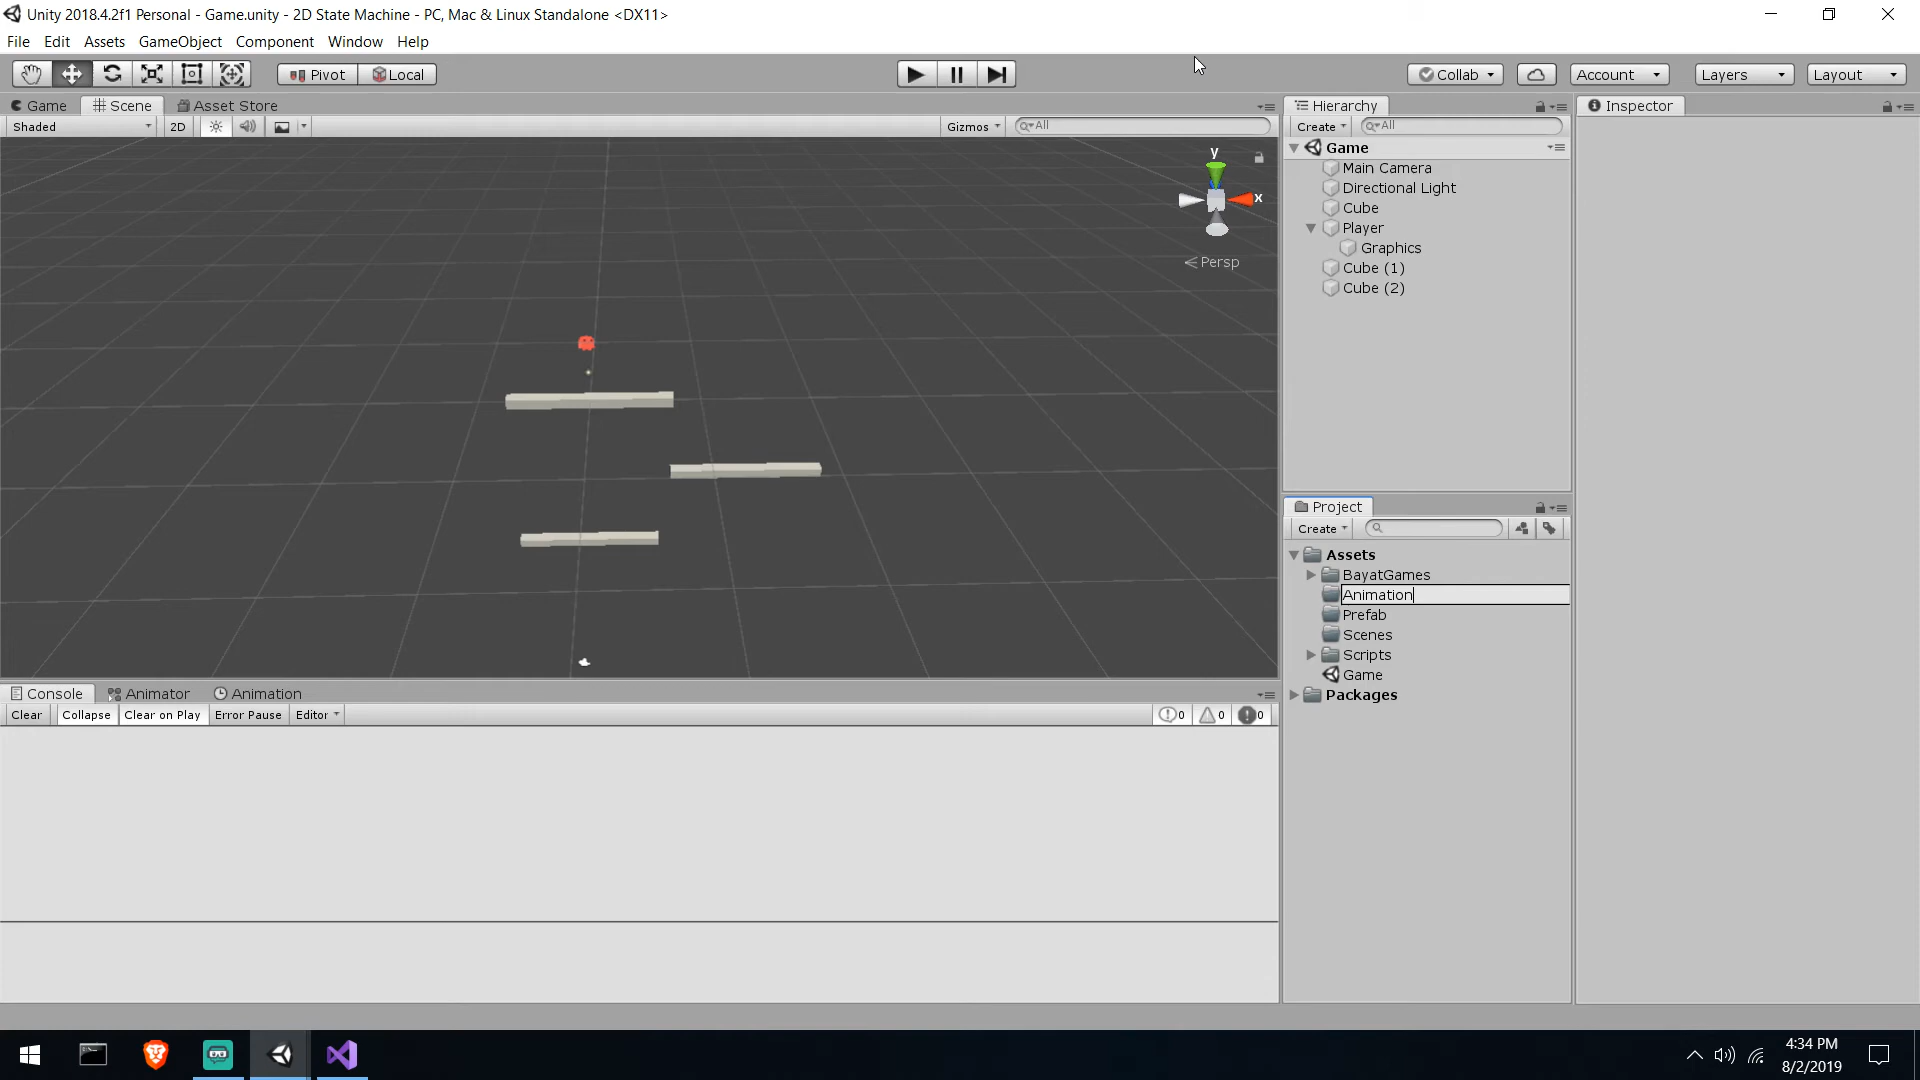 Unity 2018.4.2f1 Personal - Game.unity - 2D State Machine - PC, Mac & Linux Standalone <DX11>
File Edit Assets GameObject Component Window Help
Pivot Local Collab Account Layers Layout
Game Scene Asset Store
Shaded 2D Gizmos All
y
x
Persp
Hierarchy
Create All
Game
Main Camera
Directional Light
Cube
Player
Graphics
Cube (1)
Cube (2)
Inspector
Project
Create
Assets
BayatGames
Animation
Prefab
Scenes
Scripts
Game
Packages
Console Animator Animation
Clear Collapse Clear on Play Error Pause Editor 0 0 0
4:34 PM
8/2/2019